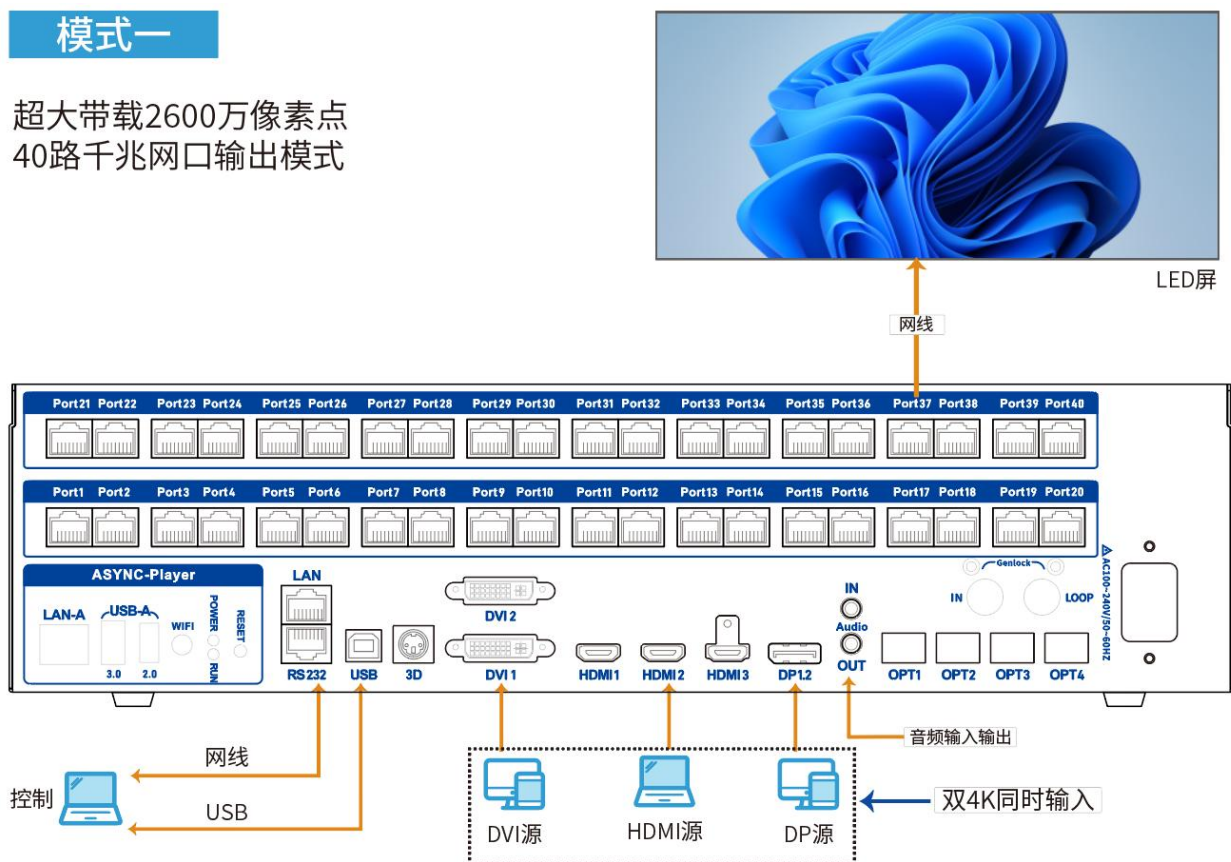 模式一
超大带载2600万像素点
40路千兆网口输出模式
LED屏
网线
Port21 Port22 Port23 Port24 Port25 Port26 Port27 Port28 Port29 Port30 Port31 Port32 Port33 Port34 Port35 Port36 Port37 Port38 Port39 Port40
Port1 Port2 Port3 Port4 Port5 Port6 Port7 Port8 Port9 Port10 Port11 Port12 Port13 Port14 Port15 Port16 Port17 Port18 Port19 Port20
ASYNC-Player
LAN-A
USB-A
3.0 2.0
WIFI
POWER
RUN
RESET
LAN
RS232
USB
3D
DVI 2
DVI 1
HDMI1
HDMI2
HDMI3
DP1.2
IN
Audio
OUT
Genlock
IN
LOOP
OPT1 OPT2 OPT3 OPT4
AC100~240V/50~60HZ
音频输入输出
网线
控制
USB
DVI源
HDMI源
DP源
双4K同时输入